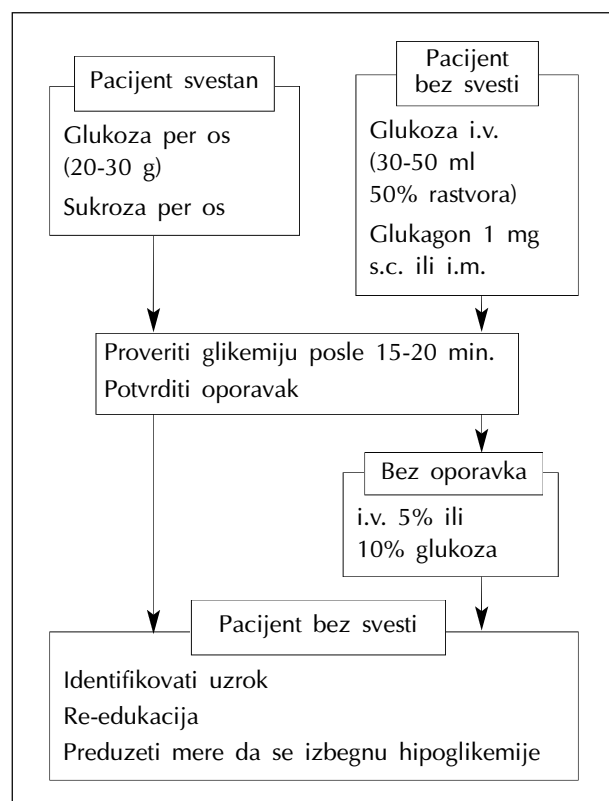 Pacijent svestan
Glukoza per os
(20-30 g)
Sukroza per os
Pacijent
bez svesti
Glukoza i.v.
(30-50 ml
50% rastvora)
Glukagon 1 mg
s.c. ili i.m.
Proveriti glikemiju posle 15-20 min.
Potvrditi oporavak
Bez oporavka
i.v. 5% ili
10% glukoza
Pacijent bez svesti
Identifikovati uzrok
Re-edukacija
Preduzeti mere da se izbegnu hipoglikemije